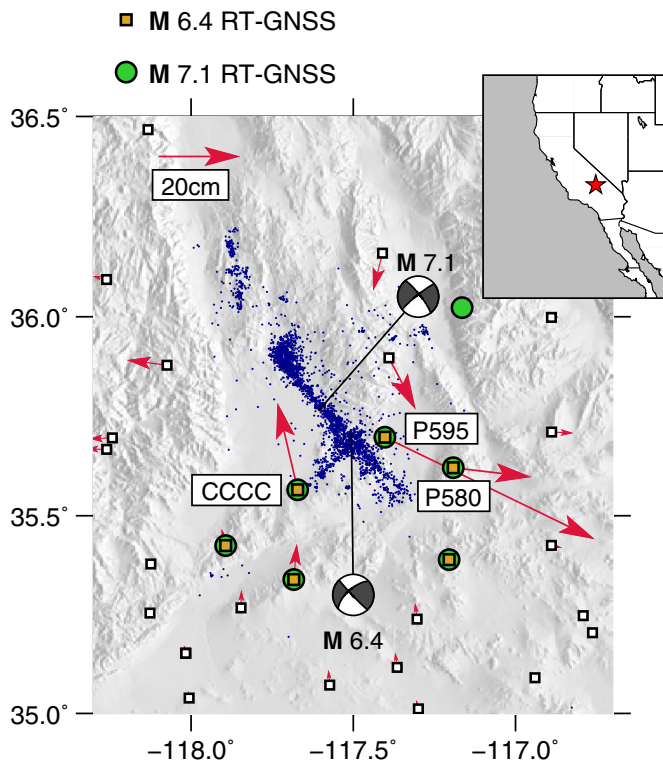 M 6.4 RT-GNSS
M 7.1 RT-GNSS
36.5°
20cm
M 7.1
36.0°
P595
CCCC
P580
35.5°
M 6.4
35.0°
−118.0° −117.5° −117.0°